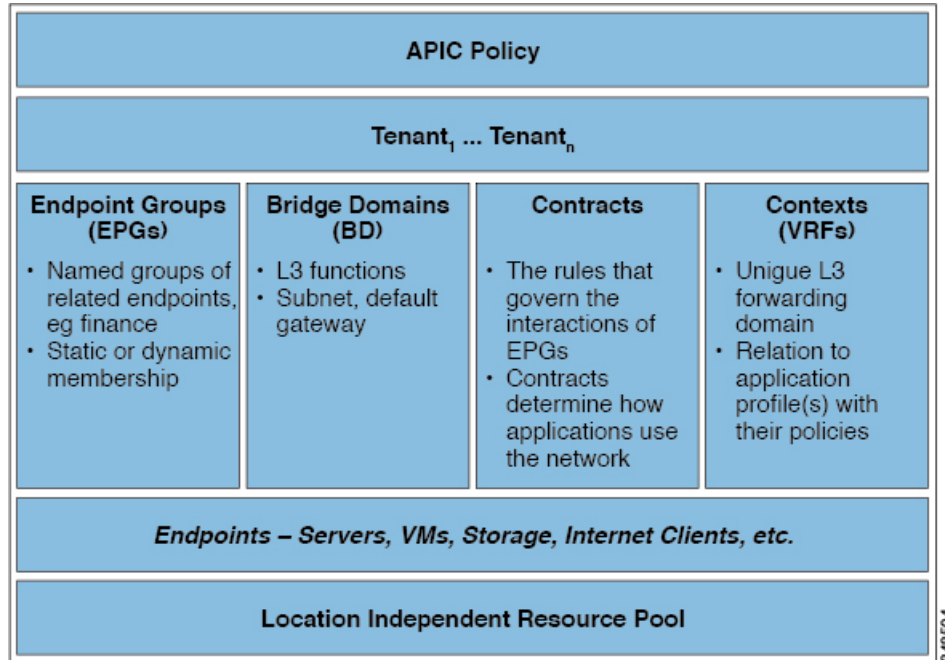 APIC Policy
Tenant1 ... Tenantn
Endpoint Groups
(EPGs)
• Named groups of
related endpoints,
eg finance
• Static or dynamic
membership
Bridge Domains
(BD)
• L3 functions
• Subnet, default
gateway
Contracts
• The rules that
govern the
interactions of
EPGs
• Contracts
determine how
applications use
the network
Contexts
(VRFs)
• Unigue L3
forwarding
domain
• Relation to
application
profile(s) with
their policies
Endpoints – Servers, VMs, Storage, Internet Clients, etc.
Location Independent Resource Pool